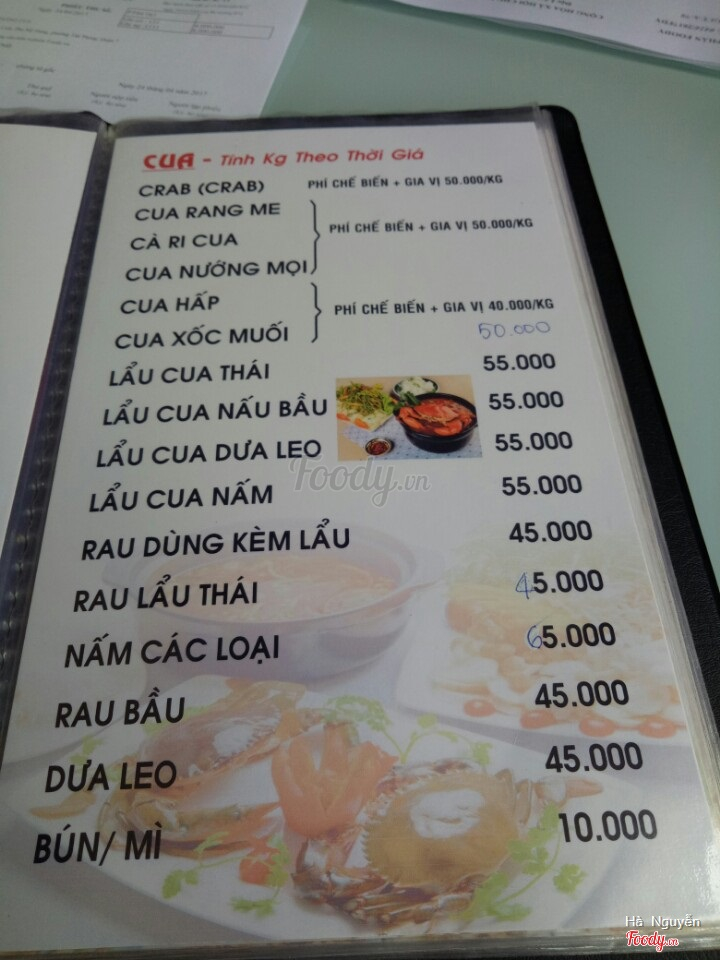 CUA - Tính Kg Theo Thời Giá
CRAB (CRAB) PHÍ CHẾ BIẾN + GIA VỊ 50.000/KG
CUA RANG ME
CÀ RI CUA PHÍ CHẾ BIẾN + GIA VỊ 50.000/KG
CUA NƯỚNG MỌI
CUA HẤP PHÍ CHẾ BIẾN + GIA VỊ 40.000/KG
CUA XỐC MUỐI 50.000
LẨU CUA THÁI 55.000
LẨU CUA NẤU BẦU 55.000
LẨU CUA DƯA LEO 55.000
Foody.vn
LẨU CUA NẤM 55.000
RAU DÙNG KÈM LẨU 45.000
RAU LẨU THÁI 45.000
NẤM CÁC LOẠI 65.000
RAU BẦU 45.000
DƯA LEO 45.000
BÚN/ MÌ 10.000
Hà Nguyễn
Foody.vn